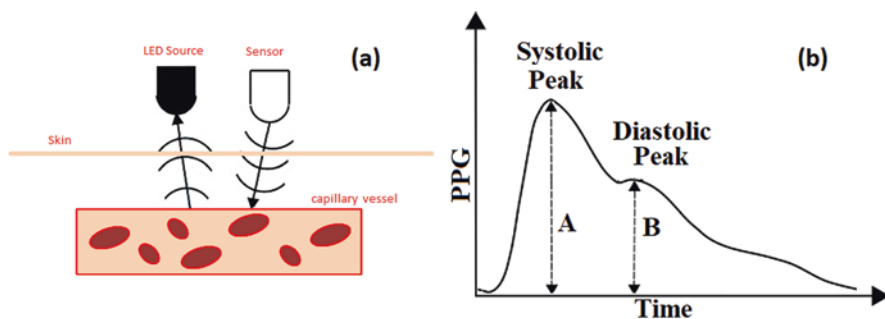 LED Source
Sensor
(a)
Skin
capillary vessel
Systolic
Peak
(b)
Diastolic
Peak
PPG
A
B
Time